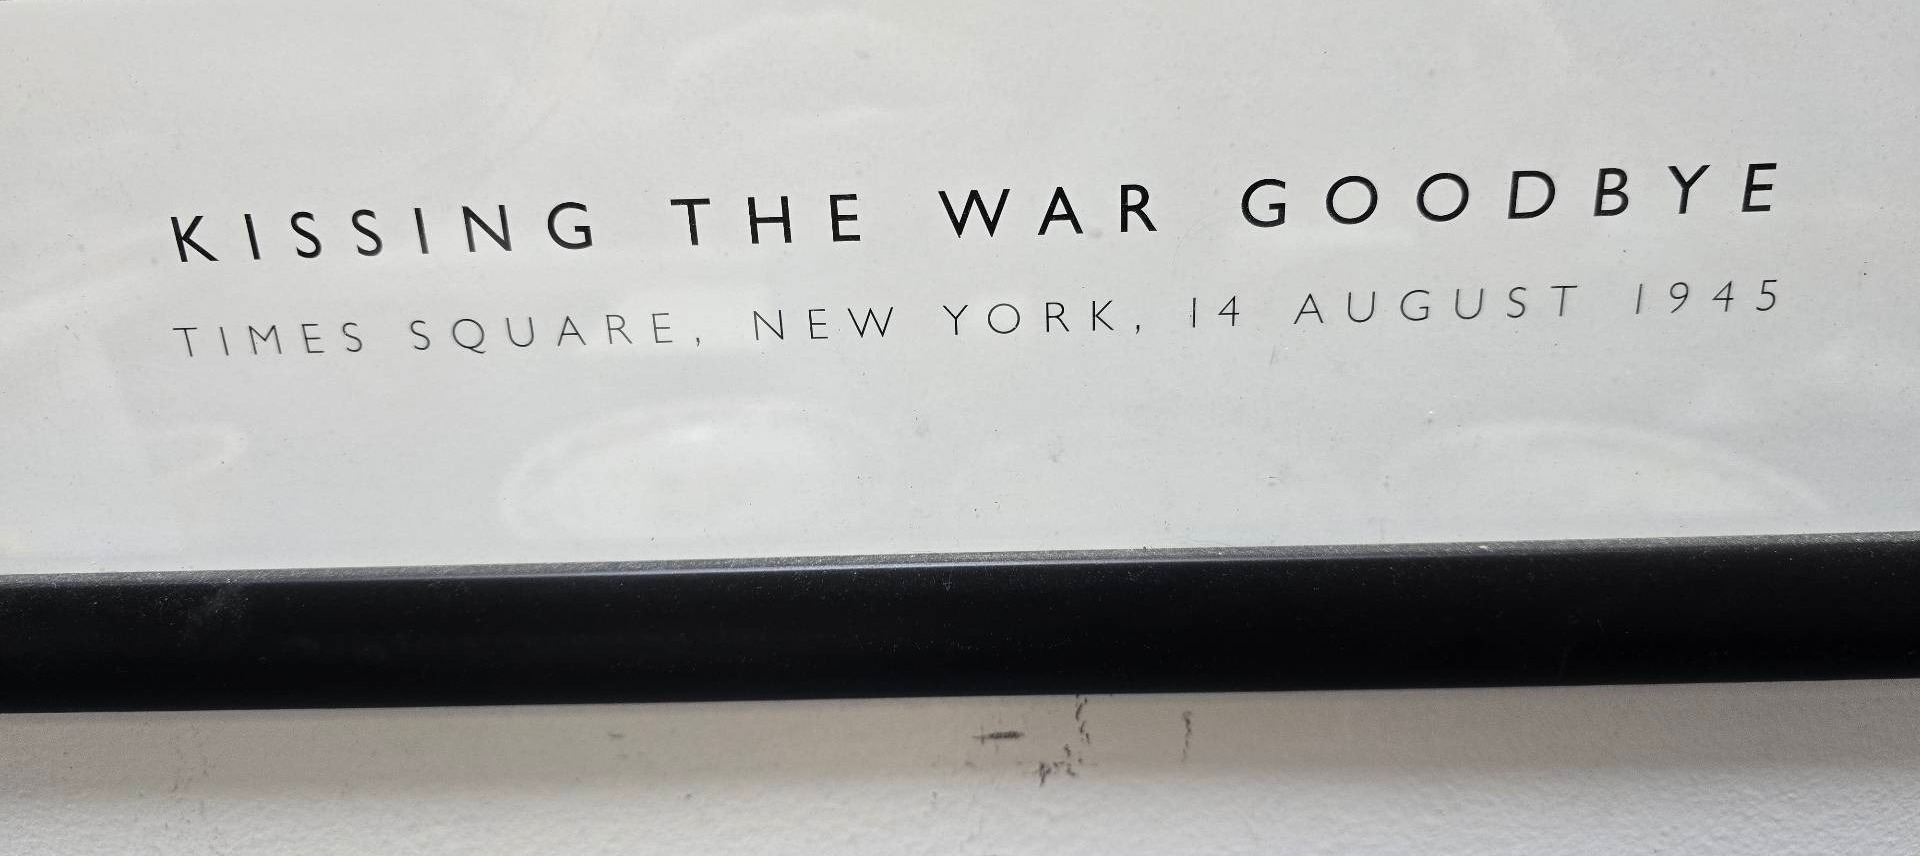 KISSING THE WAR GOODBYE
TIMES SQUARE, NEW YORK, 14 AUGUST 1945